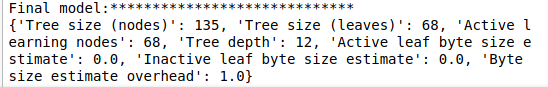 Final model:*****************************
{'Tree size (nodes)': 135, 'Tree size (leaves)': 68, 'Active l
earning nodes': 68, 'Tree depth': 12, 'Active leaf byte size e
stimate': 0.0, 'Inactive leaf byte size estimate': 0.0, 'Byte
size estimate overhead': 1.0}